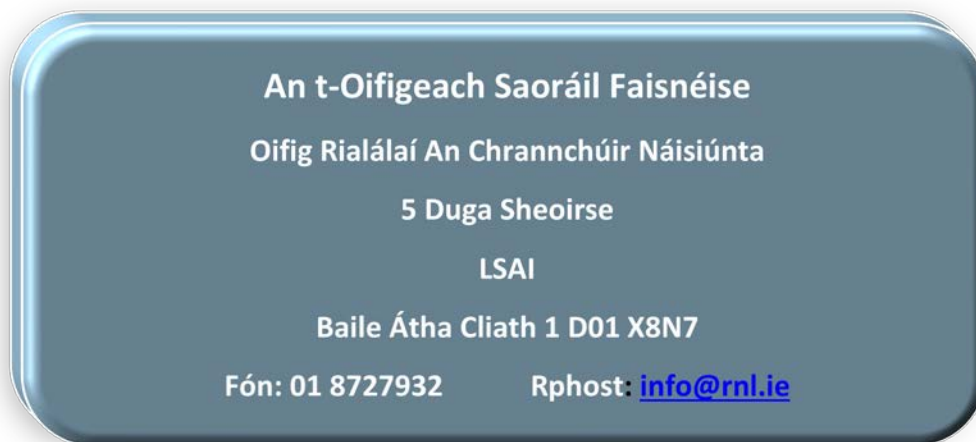 An t-Oifigeach Saoráil Faisnéise
Oifig Rialálaí An Chrannchúir Náisiúnta
5 Duga Sheoirse
LSAI
Baile Átha Cliath 1 D01 X8N7
Fón: 01 8727932 Rphost: info@rnl.ie